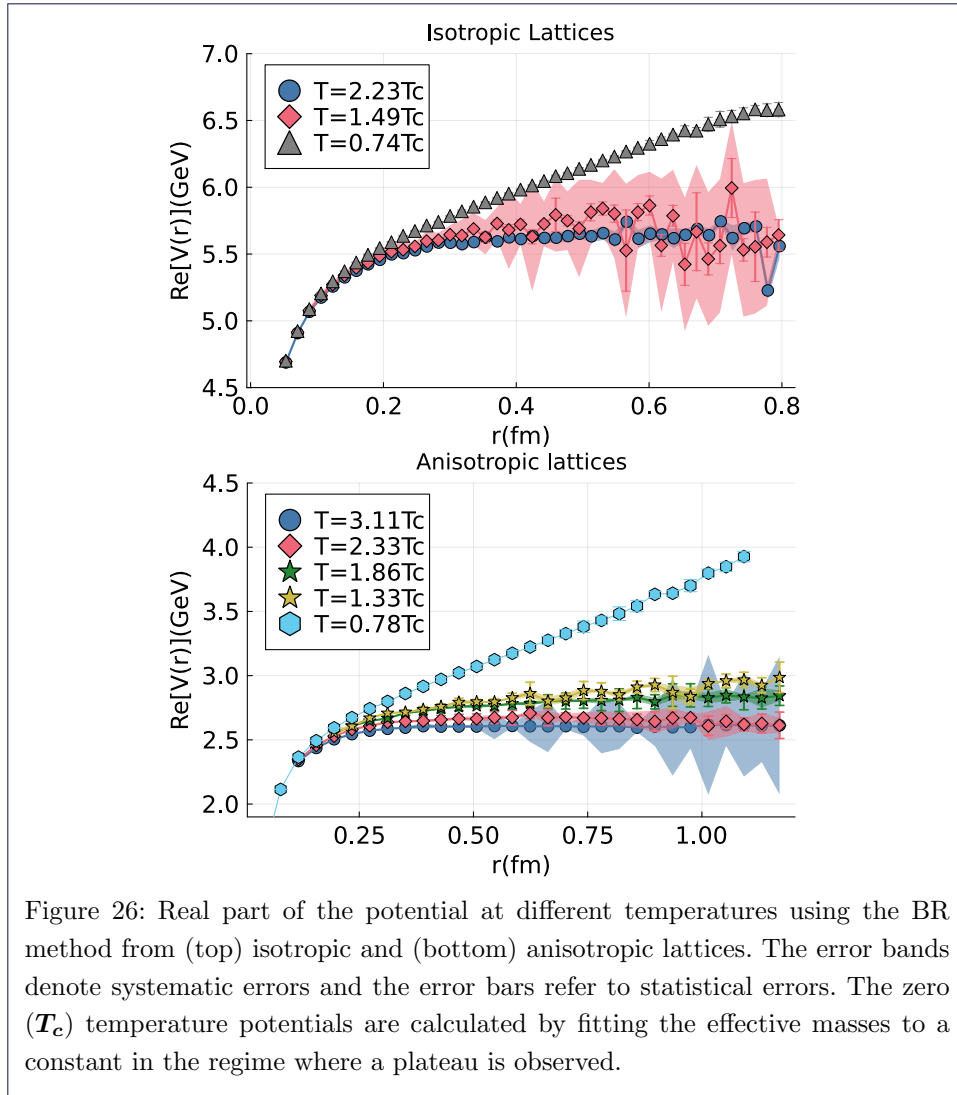 Isotropic Lattices
7.0
6.5
6.0
5.5
5.0
4.5
Re[V(r)](GeV)
T=2.23Tc
T=1.49Tc
T=0.74Tc
0.0 0.2 0.4 0.6 0.8
r(fm)
Anisotropic lattices
4.5
4.0
3.5
3.0
2.5
2.0
Re[V(r)](GeV)
T=3.11Tc
T=2.33Tc
T=1.86Tc
T=1.33Tc
T=0.78Tc
0.25 0.50 0.75 1.00
r(fm)
Figure 26: Real part of the potential at different temperatures using the BR
method from (top) isotropic and (bottom) anisotropic lattices. The error bands
denote systematic errors and the error bars refer to statistical errors. The zero
(T_c) temperature potentials are calculated by fitting the effective masses to a
constant in the regime where a plateau is observed.